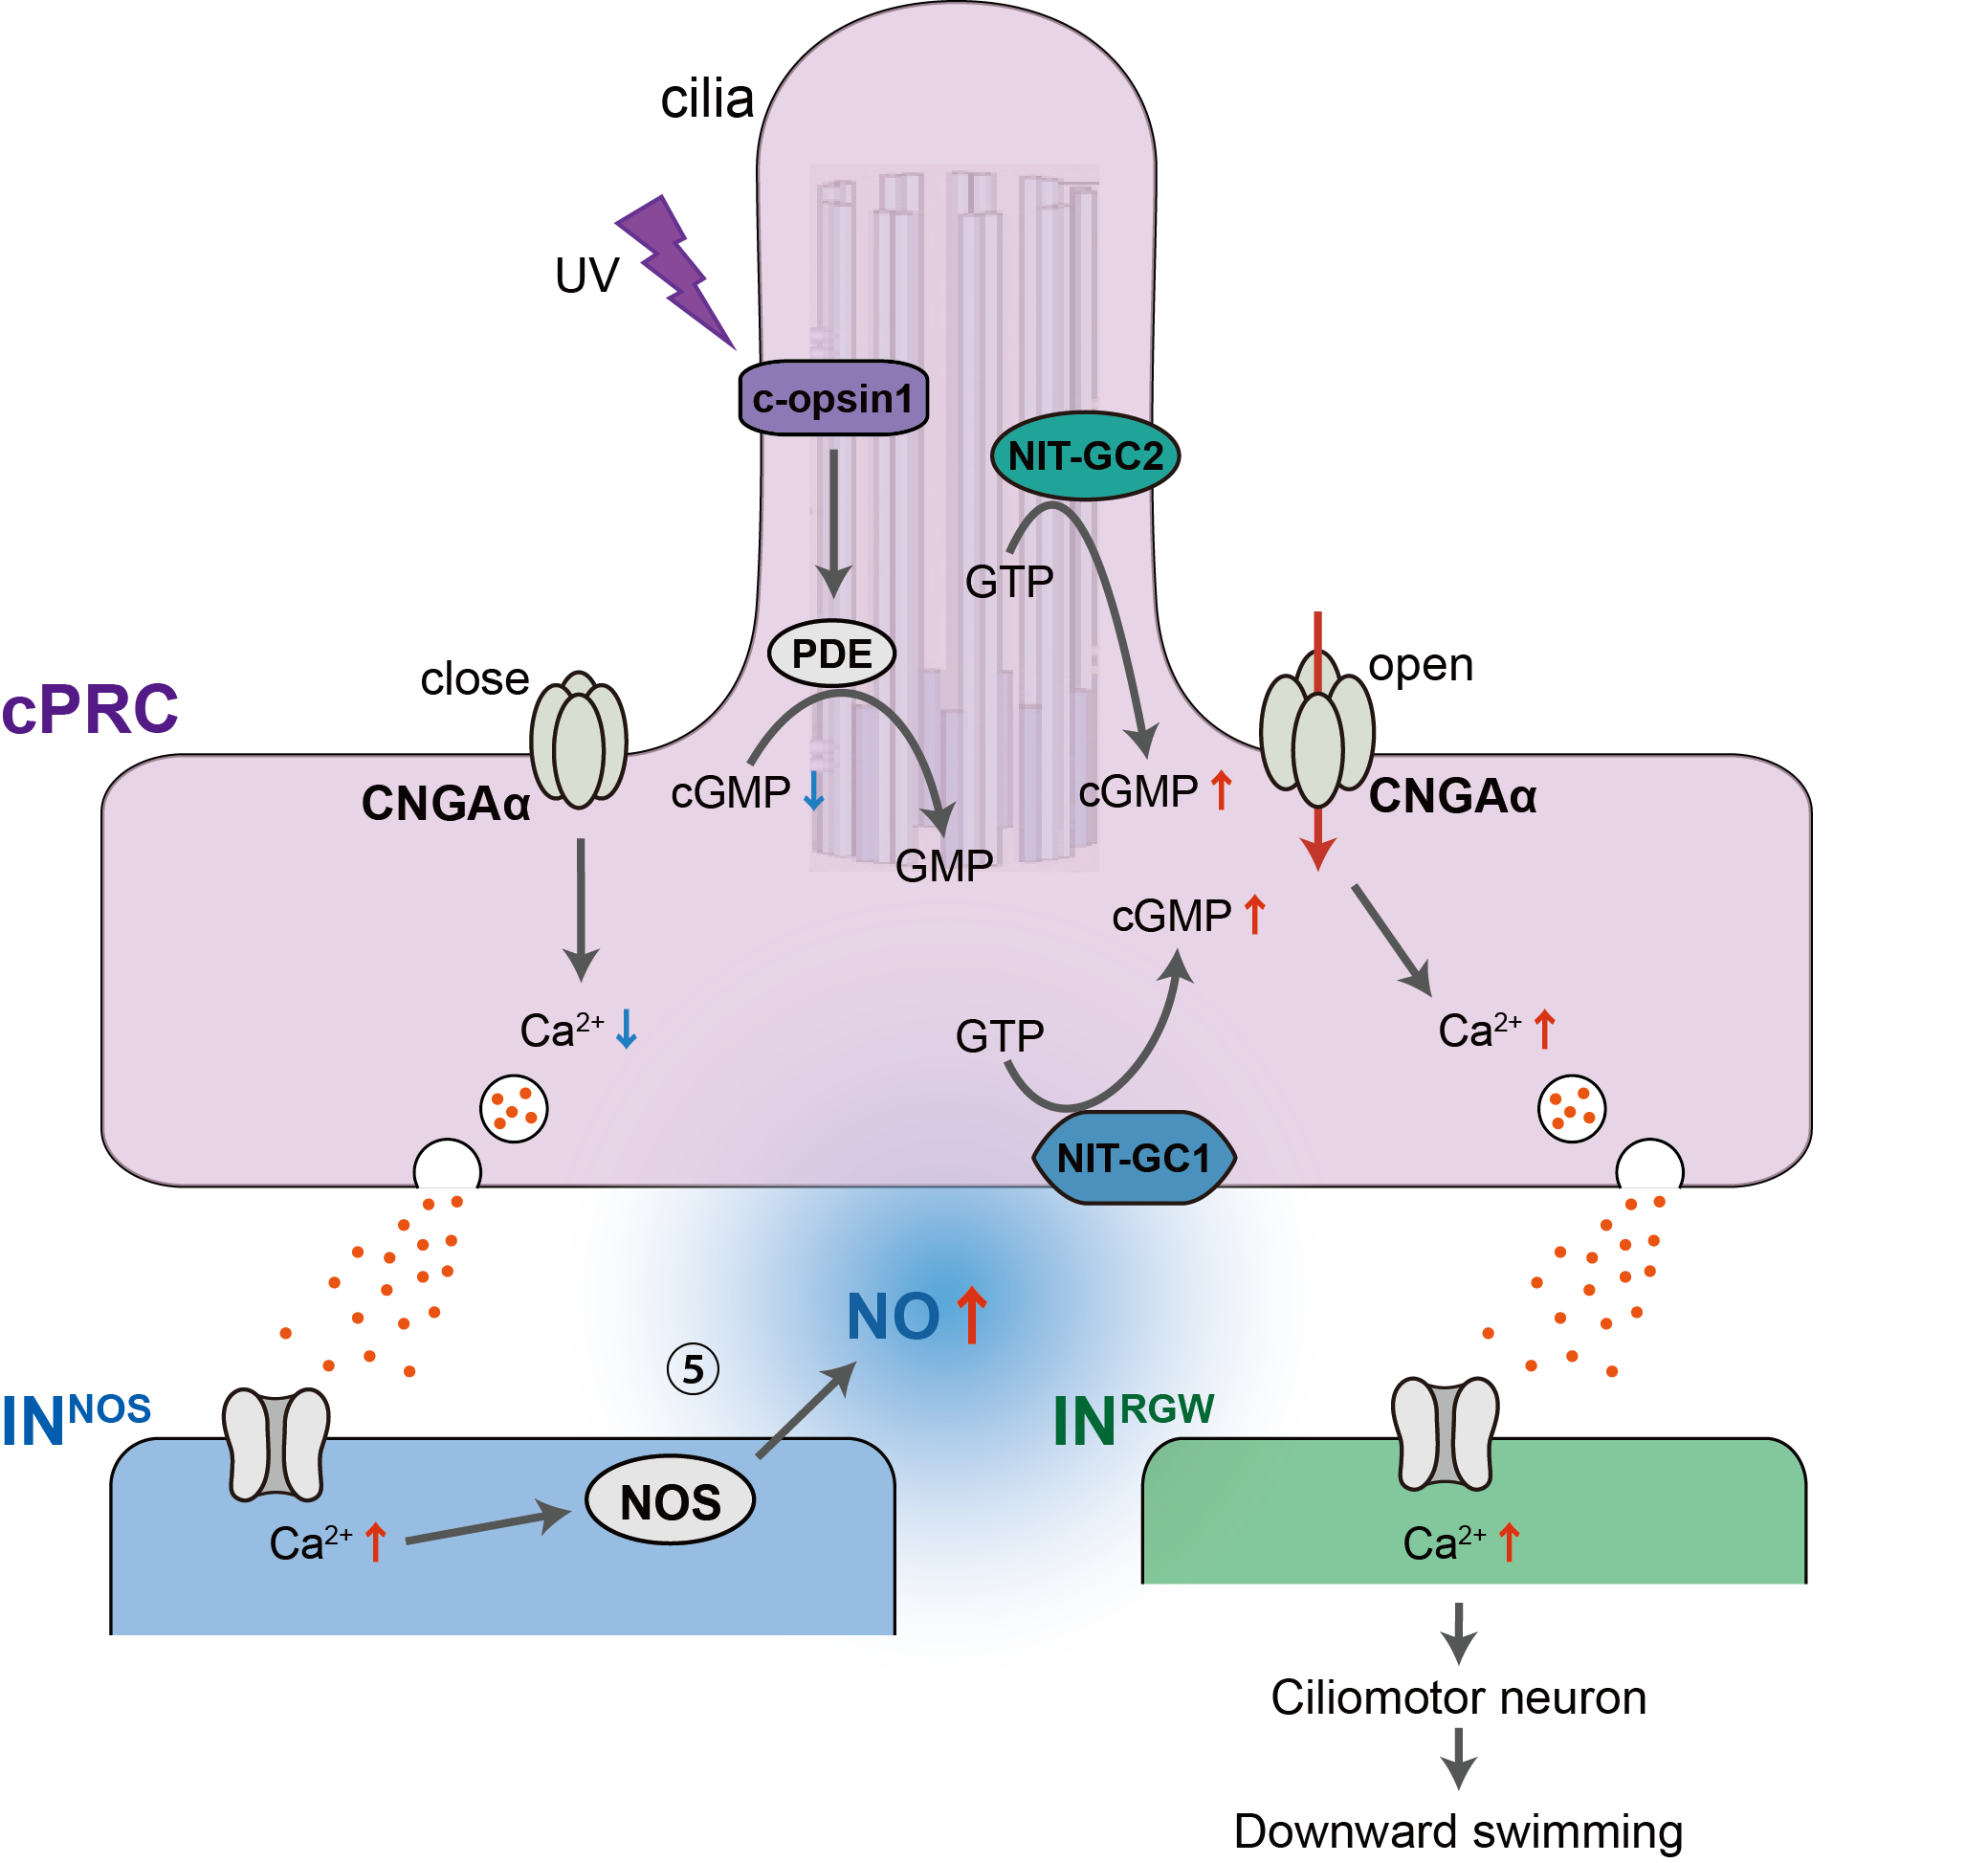 cilia
UV
c-opsin1
NIT-GC2
GTP
PDE
close
open
cPRC
CNGAα
cGMP ↓
cGMP ↑
CNGAα
GMP
cGMP ↑
Ca²⁺ ↓
GTP
Ca²⁺ ↑
NIT-GC1
NO ↑
⑤
INᴺᴼˢ
INᴿᴳᵂ
NOS
Ca²⁺ ↑
Ca²⁺ ↑
Ciliomotor neuron
Downward swimming